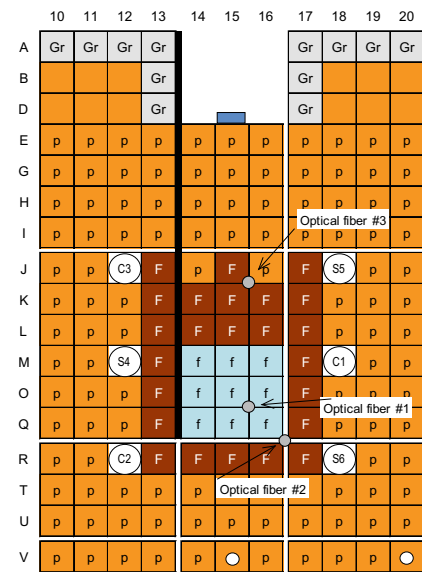 10 11 12 13 14 15 16 17 18 19 20
A Gr Gr Gr Gr Gr Gr Gr Gr
B Gr Gr
D Gr Gr
E p p p p p p p p p p p
G p p p p p p p p p p p
H p p p p p p p p p p p
Optical fiber #3
I p p p p p p p p p p p
J p p C3 F p F p F S5 p p
K p p p F F F F F p p p
L p p p F F F F F p p p
M p p S4 F f f f F C1 p p
O p p p F f f f F p p p
Optical fiber #1
Q p p p F f f f F p p p
R p p C2 F F F F F S6 p p
T p p p p p p p p
Optical fiber #2
U p p p p p p p p p p p
V p p p p p p p p p